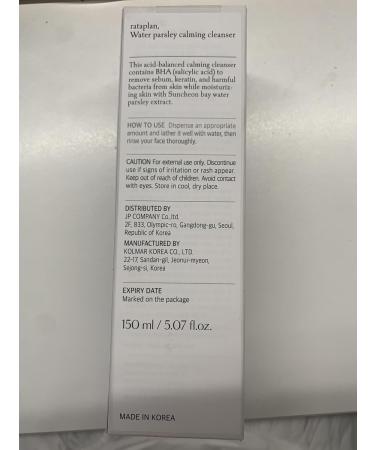 rataplan,
Water parsley calming cleanser
This acid-balanced calming cleanser
contains BHA (salicylic acid) to
remove sebum, keratin, and harmful
bacteria from skin while moisturiz-
ing skin with Suncheon bay water
parsley extract.
HOW TO USE Dispense an appropriate
amount and lather it well with water, then
rinse your face thoroughly.
CAUTION For external use only. Discontinue
use if signs of irritation or rash appear.
Keep out of reach of children. Avoid contact
with eyes. Store in cool, dry place.
DISTRIBUTED BY
JP COMPANY Co.,ltd.
2F, 833, Olympic-ro, Gangdong-gu, Seoul,
Republic of Korea
MANUFACTURED BY
KOLMAR KOREA CO., LTD.
22-17, Sandan-gil, Jeonui-myeon,
Sejong-si, Korea
EXPIRY DATE
Marked on the package
150 ml / 5.07 fl.oz.
MADE IN KOREA